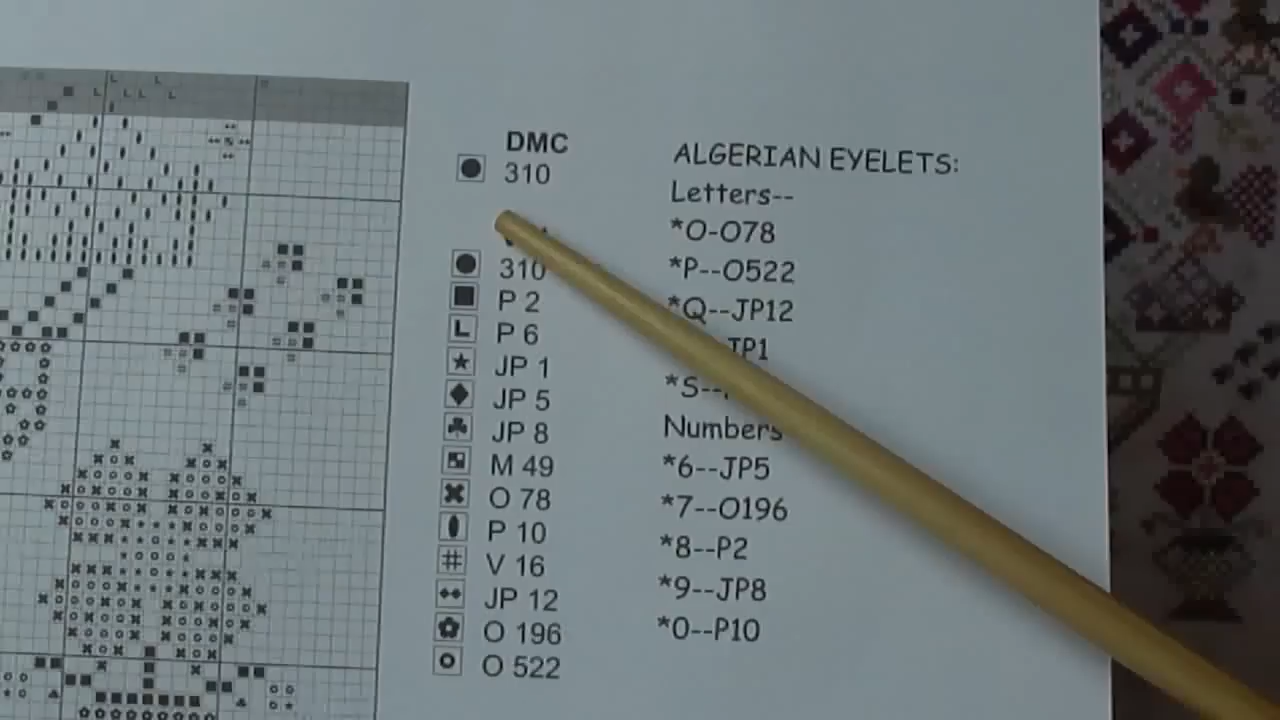 DMC
310
310
P 2
L P 6
JP 1
JP 5
JP 8
M 49
O 78
P 10
# V 16
JP 12
O 196
O 522
ALGERIAN EYELETS:
Letters--
*O-O78
*P--O522
*Q--JP12
JP1
*S--
Numbers
*6--JP5
*7--O196
*8--P2
*9--JP8
*0--P10